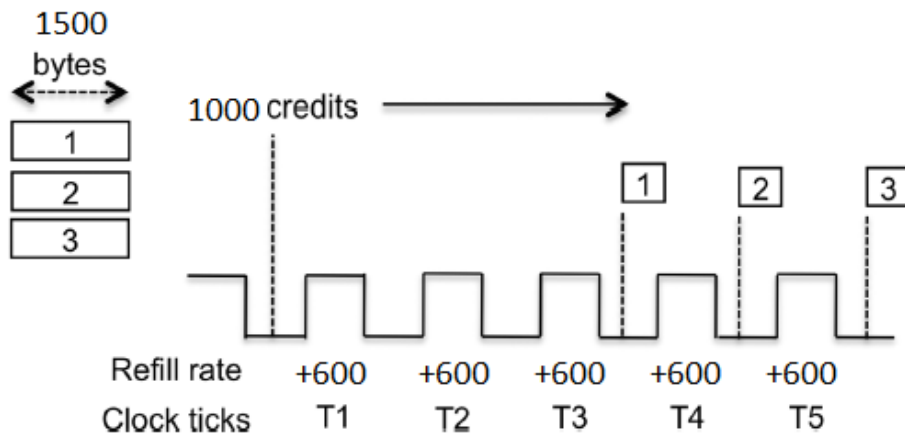 1500
bytes
1000 credits
1
2
3
1
2
3
Refill rate +600 +600 +600 +600 +600
Clock ticks T1 T2 T3 T4 T5